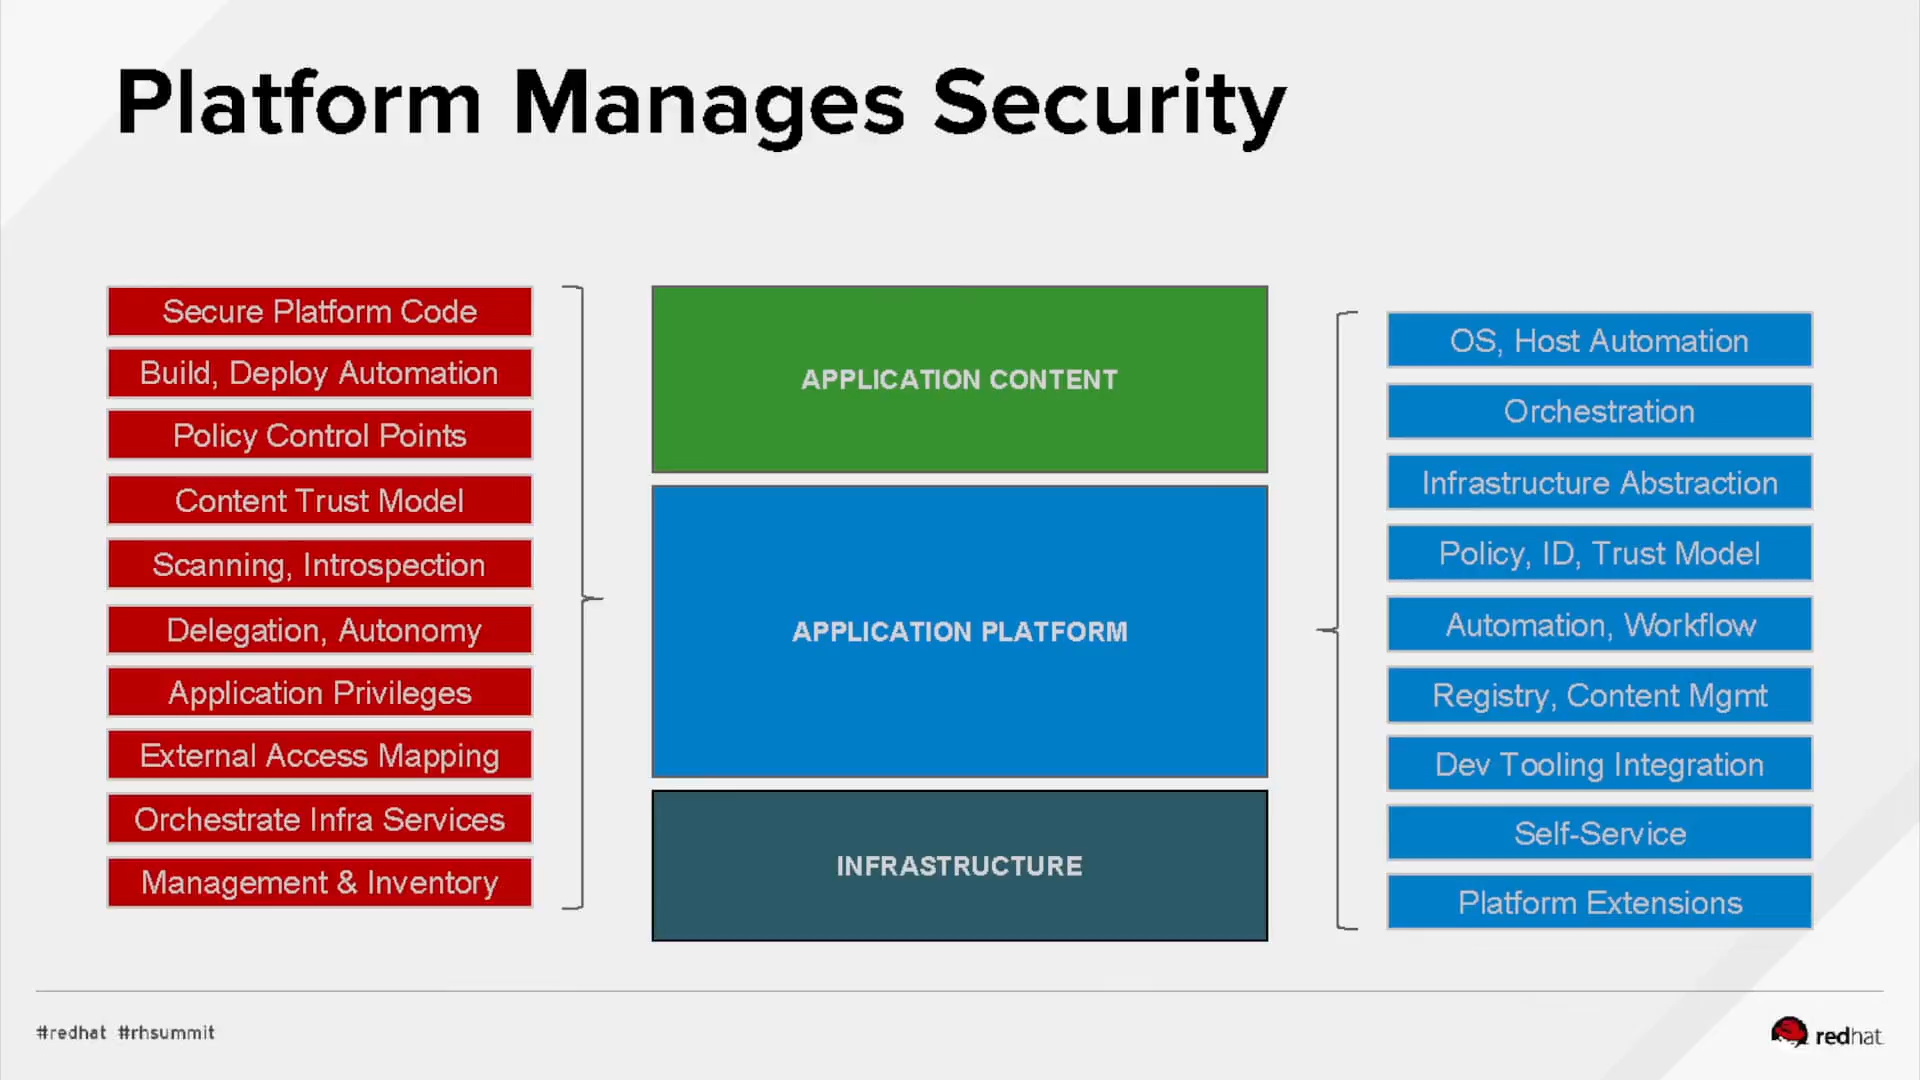 Platform Manages Security
Secure Platform Code
Build, Deploy Automation
Policy Control Points
Content Trust Model
Scanning, Introspection
Delegation, Autonomy
Application Privileges
External Access Mapping
Orchestrate Infra Services
Management & Inventory
APPLICATION CONTENT
APPLICATION PLATFORM
INFRASTRUCTURE
OS, Host Automation
Orchestration
Infrastructure Abstraction
Policy, ID, Trust Model
Automation, Workflow
Registry, Content Mgmt
Dev Tooling Integration
Self-Service
Platform Extensions
#redhat #rhsummit
redhat